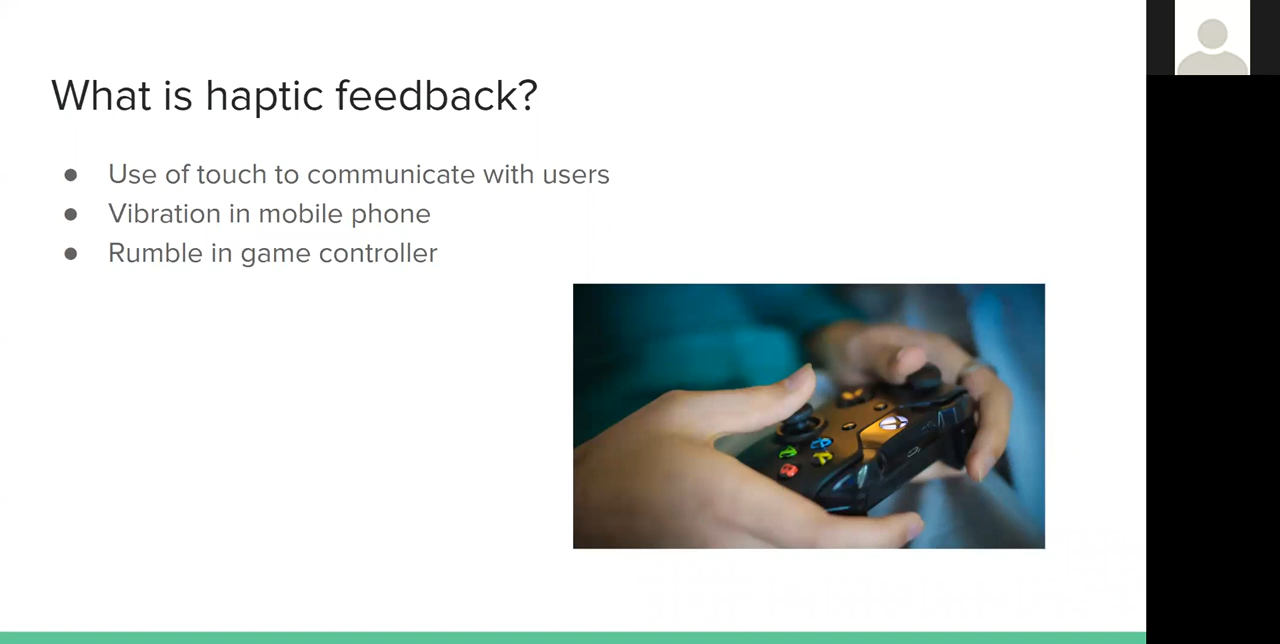 What is haptic feedback?
● Use of touch to communicate with users
● Vibration in mobile phone
● Rumble in game controller